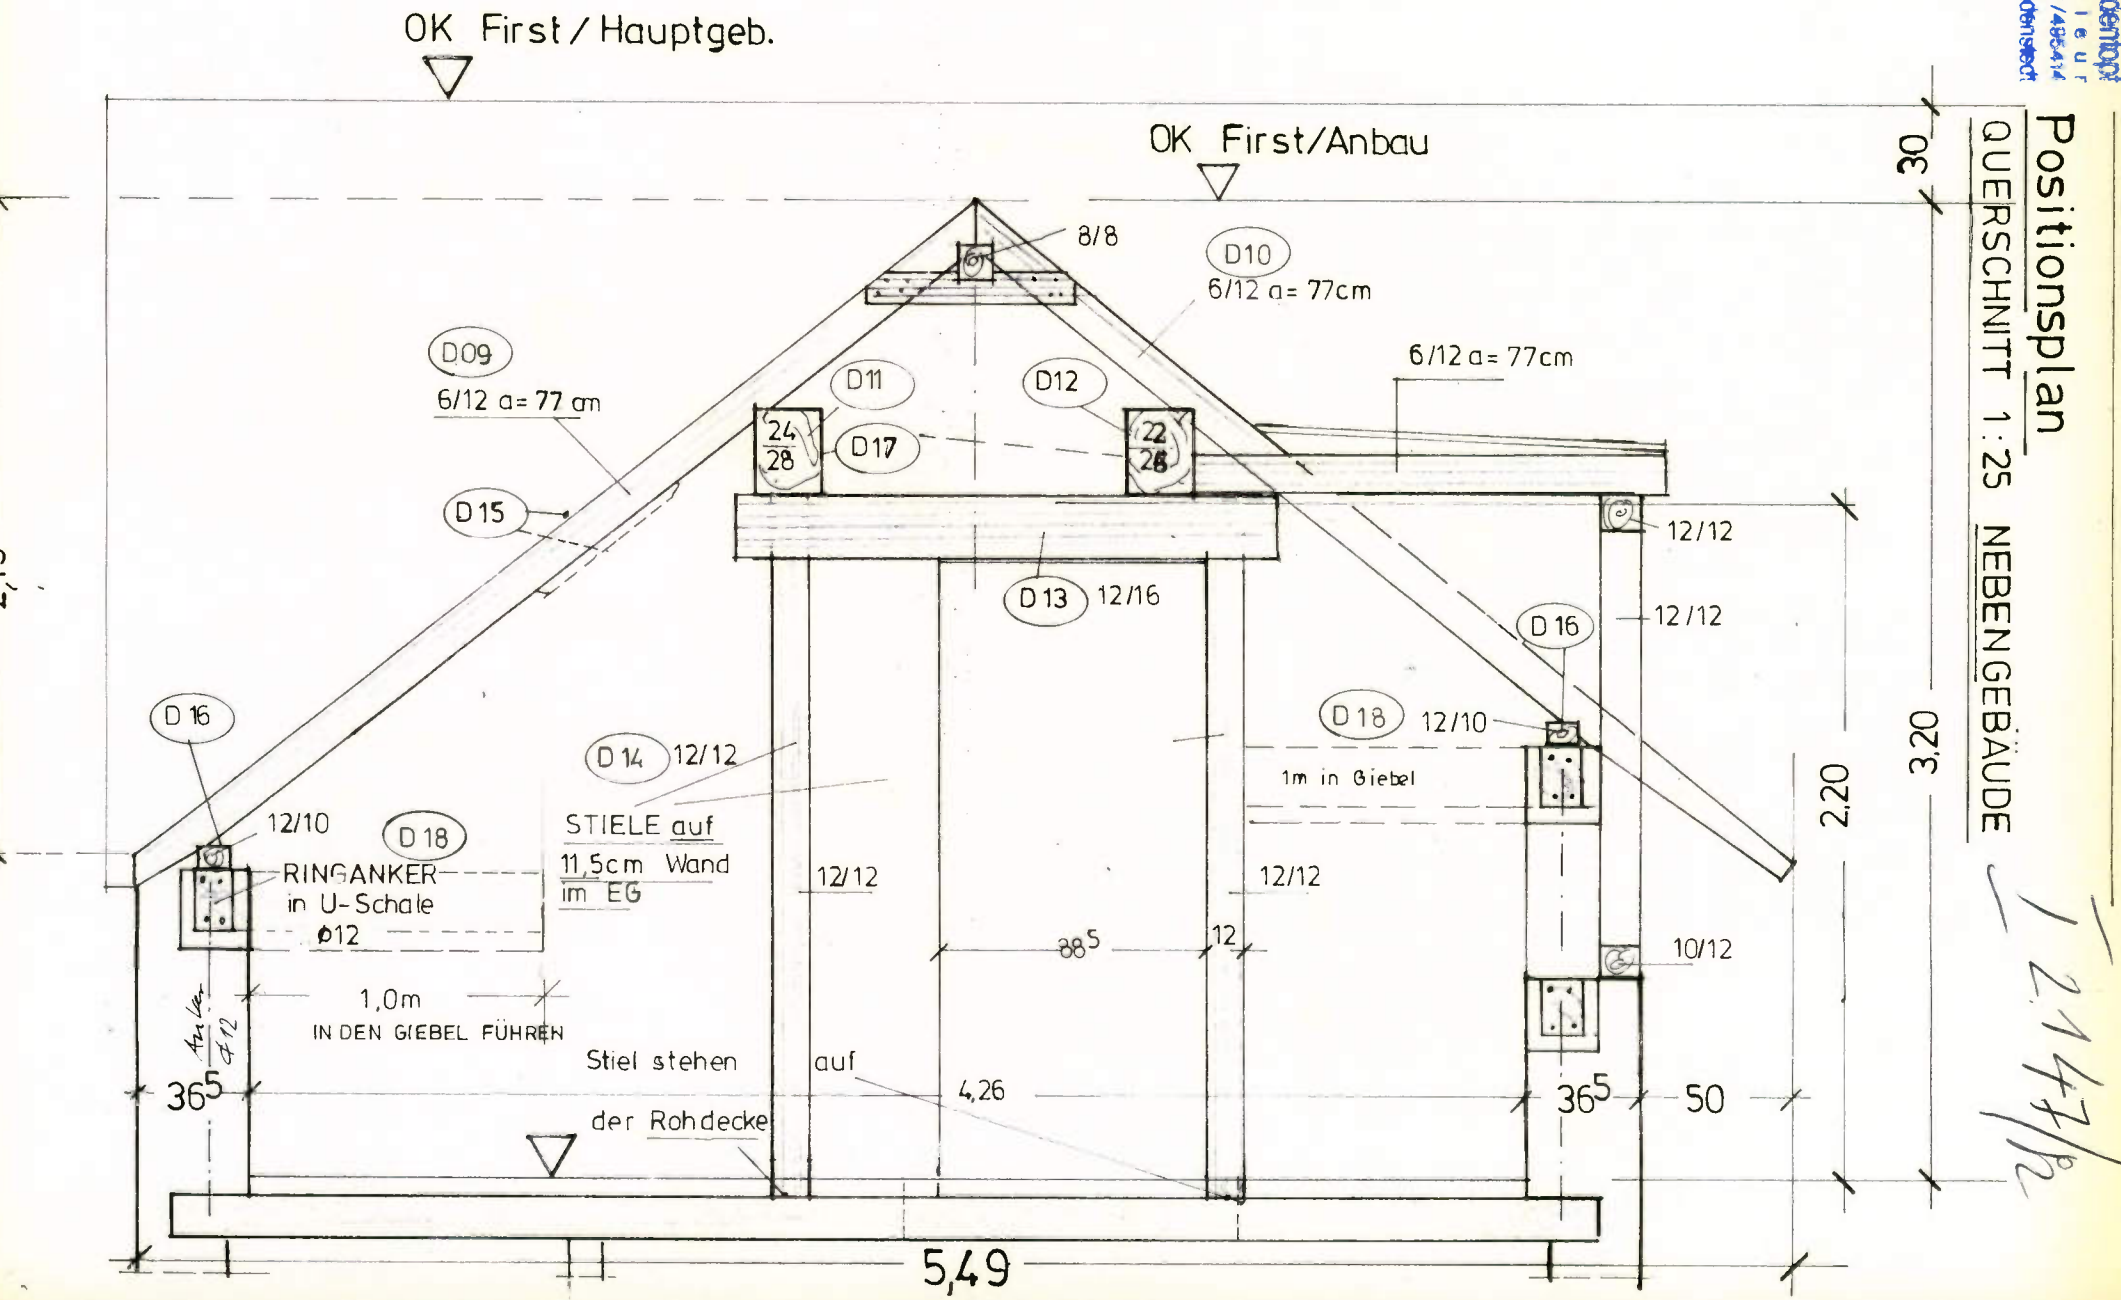 OK First / Hauptgeb.
OK First/Anbau
8/8
D10
6/12 a= 77cm
D09
6/12 a= 77 cm
D11
D12
6/12 a= 77cm
24
28
D17
22
D15
12/12
D13 12/16
D16
12/12
D16
D14 12/12
D18 12/10
1m in Giebel
12/10
D18
STIELE auf
11,5cm Wand
im EG
RINGANKER
in U-Schale
φ12
12/12
12/12
88⁵
12
10/12
1,0m
IN DEN GIEBEL FÜHREN
Anker
φ12
Stiel stehen auf
der Rohdecke
36⁵
4,26
36⁵
50
5,49
30
3,20
2,20
Positionsplan
QUERSCHNITT 1:25 NEBENGEBÄUDE